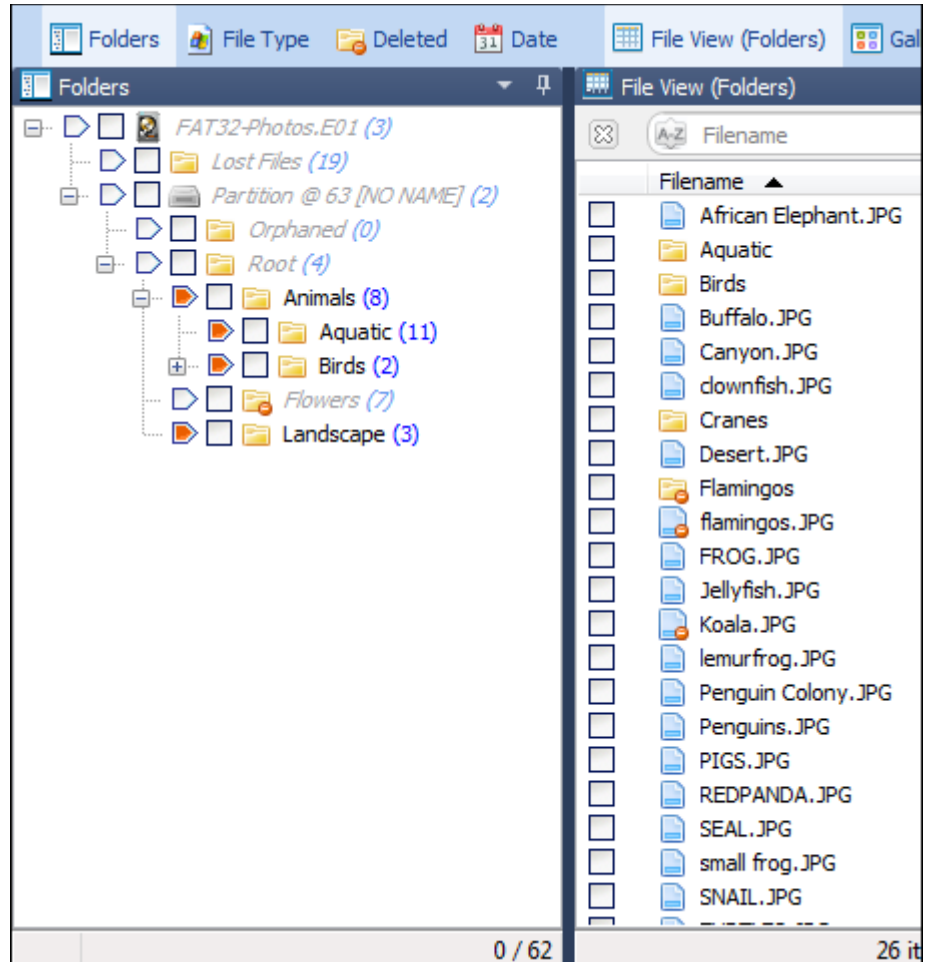 Folders File Type Deleted 31 Date File View (Folders) Gal
Folders
FAT32-Photos.E01 (3)
Lost Files (19)
Partition @ 63 [NO NAME] (2)
Orphaned (0)
Root (4)
Animals (8)
Aquatic (11)
Birds (2)
Flowers (7)
Landscape (3)
0 / 62
File View (Folders)
A-Z Filename
Filename
African Elephant.JPG
Aquatic
Birds
Buffalo.JPG
Canyon.JPG
clownfish.JPG
Cranes
Desert.JPG
Flamingos
flamingos.JPG
FROG.JPG
Jellyfish.JPG
Koala.JPG
lemurfrog.JPG
Penguin Colony.JPG
Penguins.JPG
PIGS.JPG
REDPANDA.JPG
SEAL.JPG
small frog.JPG
SNAIL.JPG
26 it